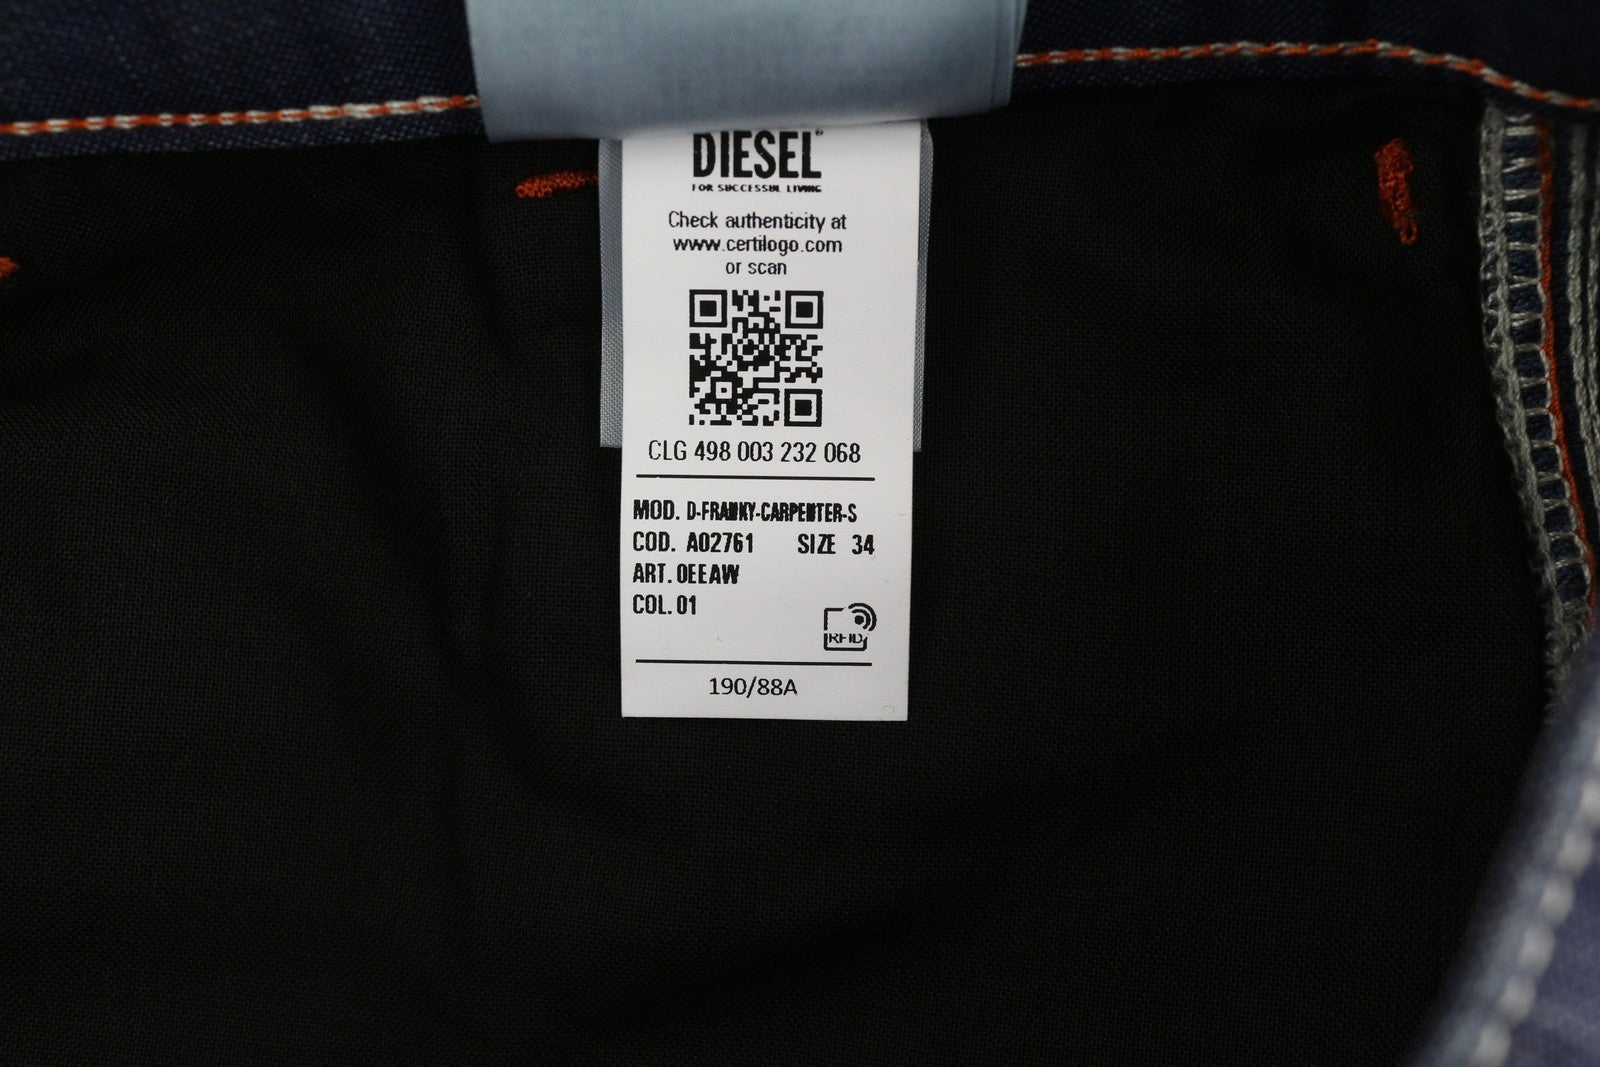 DIESEL
FOR SUCCESSFUL LIVING
Check authenticity at
www.certilogo.com
or scan
CLG 498 003 232 068
MOD. D-FRANKY-CARPENTER-S
COD. A02761 SIZE 34
ART. 0EEAW
COL. 01
RFID
190/88A